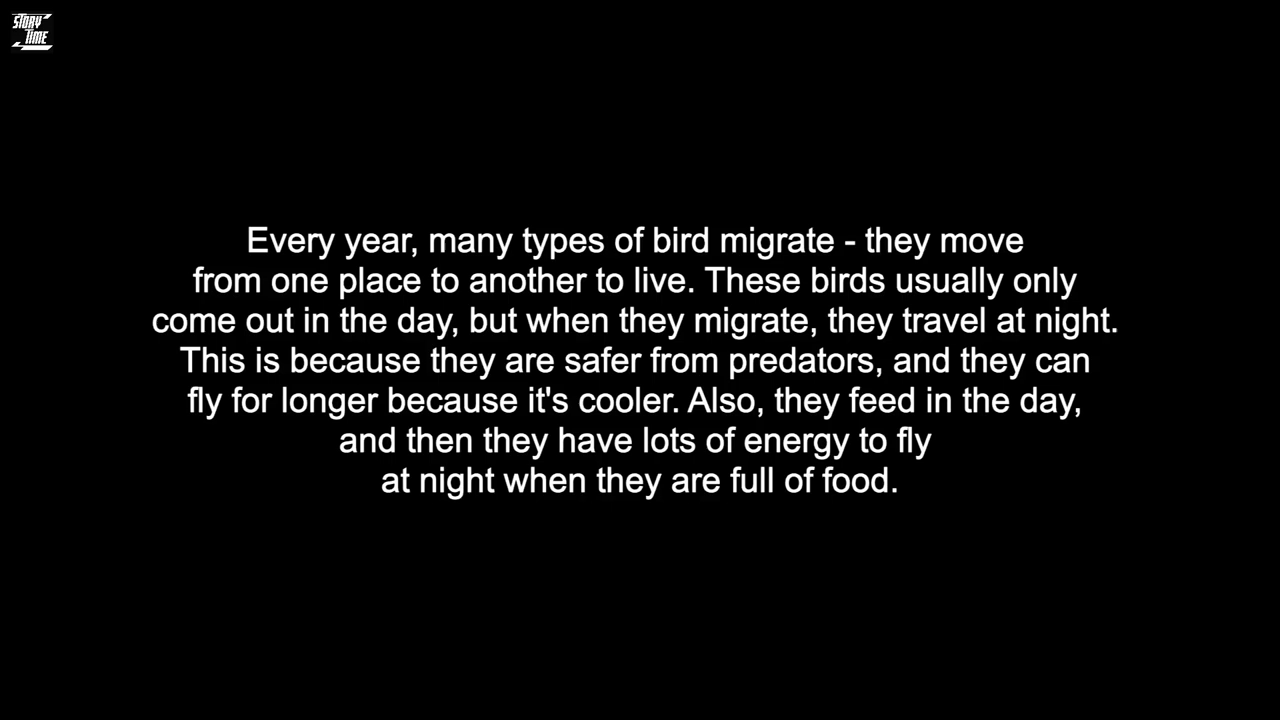 STORY
TIME
Every year, many types of bird migrate - they move
from one place to another to live. These birds usually only
come out in the day, but when they migrate, they travel at night.
This is because they are safer from predators, and they can
fly for longer because it's cooler. Also, they feed in the day,
and then they have lots of energy to fly
at night when they are full of food.